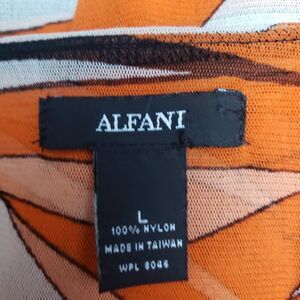 ALFANI
L
100% NYLON
MADE IN TAIWAN
WPL 8046